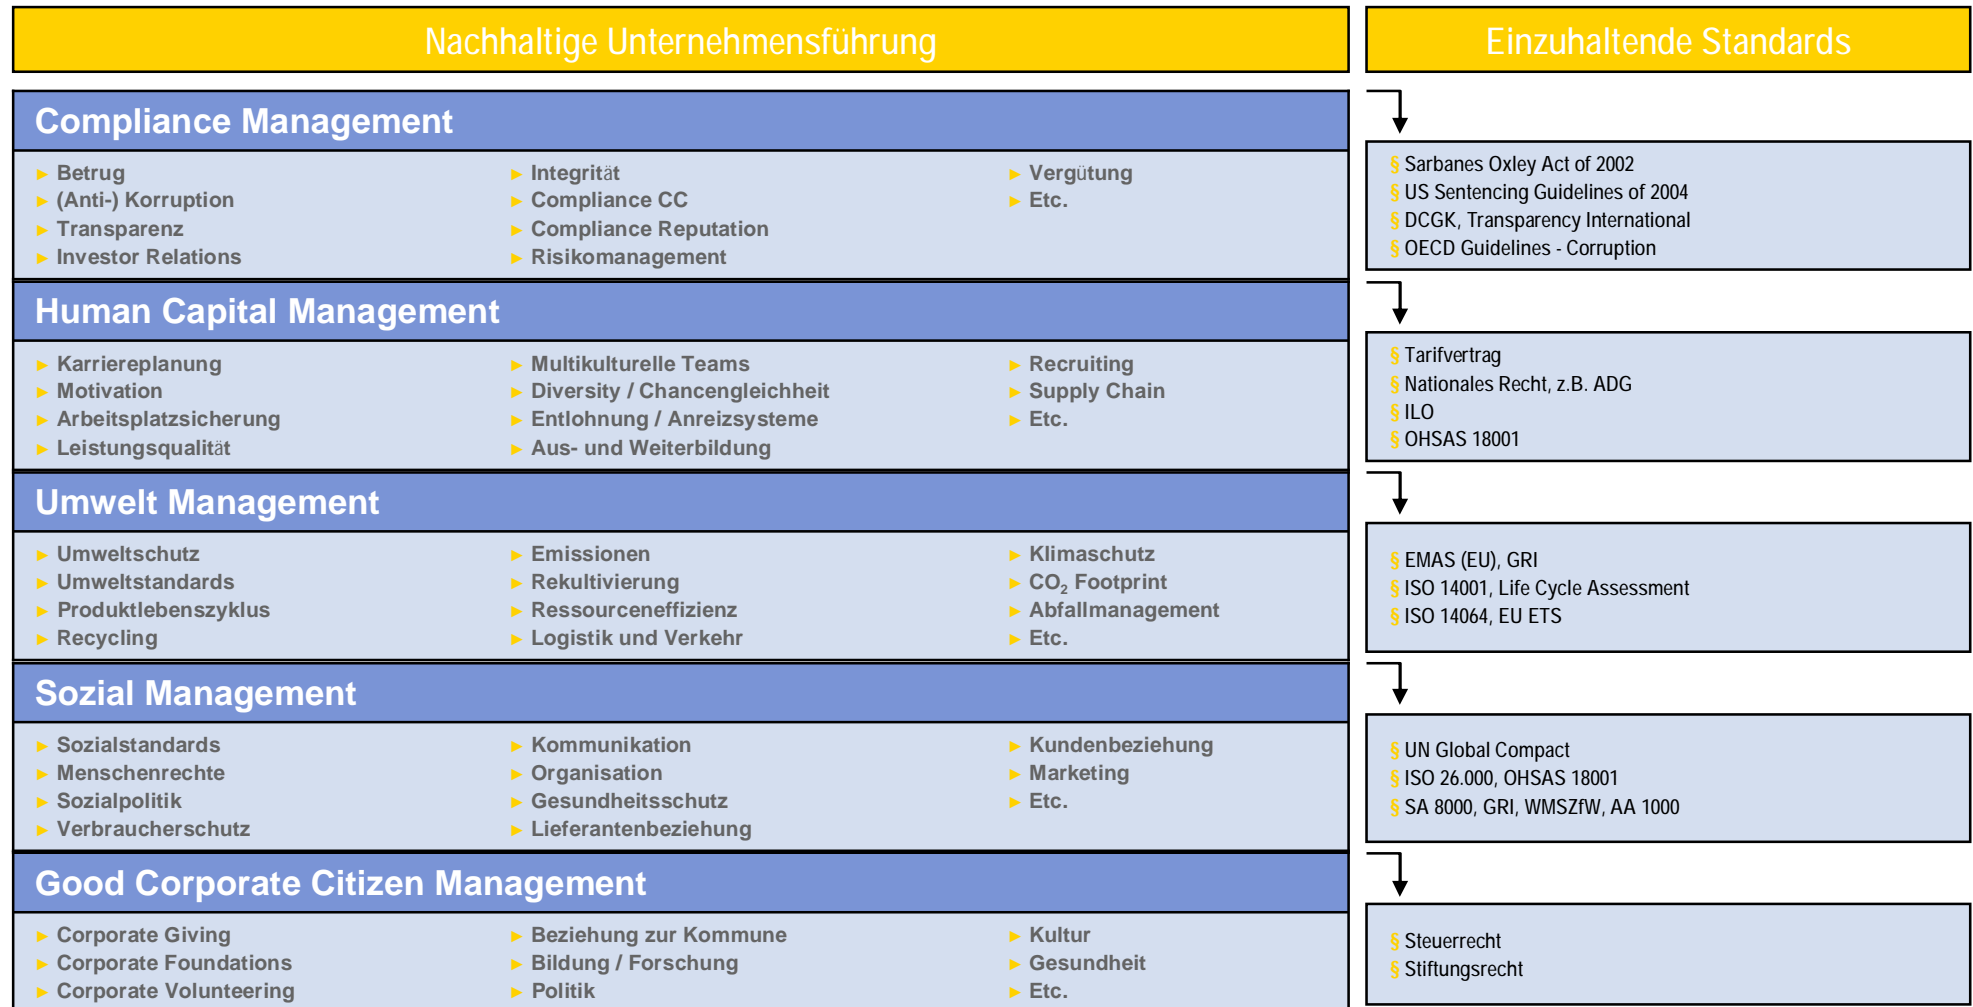 Nachhaltige Unternehmensführung
Einzuhaltende Standards
Compliance Management
► Betrug
► (Anti-) Korruption
► Transparenz
► Investor Relations
► Integrität
► Compliance CC
► Compliance Reputation
► Risikomanagement
► Vergütung
► Etc.
§ Sarbanes Oxley Act of 2002
§ US Sentencing Guidelines of 2004
§ DCGK, Transparency International
§ OECD Guidelines - Corruption
Human Capital Management
► Karriereplanung
► Motivation
► Arbeitsplatzsicherung
► Leistungsqualität
► Multikulturelle Teams
► Diversity / Chancengleichheit
► Entlohnung / Anreizsysteme
► Aus- und Weiterbildung
► Recruiting
► Supply Chain
► Etc.
§ Tarifvertrag
§ Nationales Recht, z.B. ADG
§ ILO
§ OHSAS 18001
Umwelt Management
► Umweltschutz
► Umweltstandards
► Produktlebenszyklus
► Recycling
► Emissionen
► Rekultivierung
► Ressourceneffizienz
► Logistik und Verkehr
► Klimaschutz
► CO₂ Footprint
► Abfallmanagement
► Etc.
§ EMAS (EU), GRI
§ ISO 14001, Life Cycle Assessment
§ ISO 14064, EU ETS
Sozial Management
► Sozialstandards
► Menschenrechte
► Sozialpolitik
► Verbraucherschutz
► Kommunikation
► Organisation
► Gesundheitsschutz
► Lieferantenbeziehung
► Kundenbeziehung
► Marketing
► Etc.
§ UN Global Compact
§ ISO 26.000, OHSAS 18001
§ SA 8000, GRI, WMSZfW, AA 1000
Good Corporate Citizen Management
► Corporate Giving
► Corporate Foundations
► Corporate Volunteering
► Beziehung zur Kommune
► Bildung / Forschung
► Politik
► Kultur
► Gesundheit
► Etc.
§ Steuerrecht
§ Stiftungsrecht